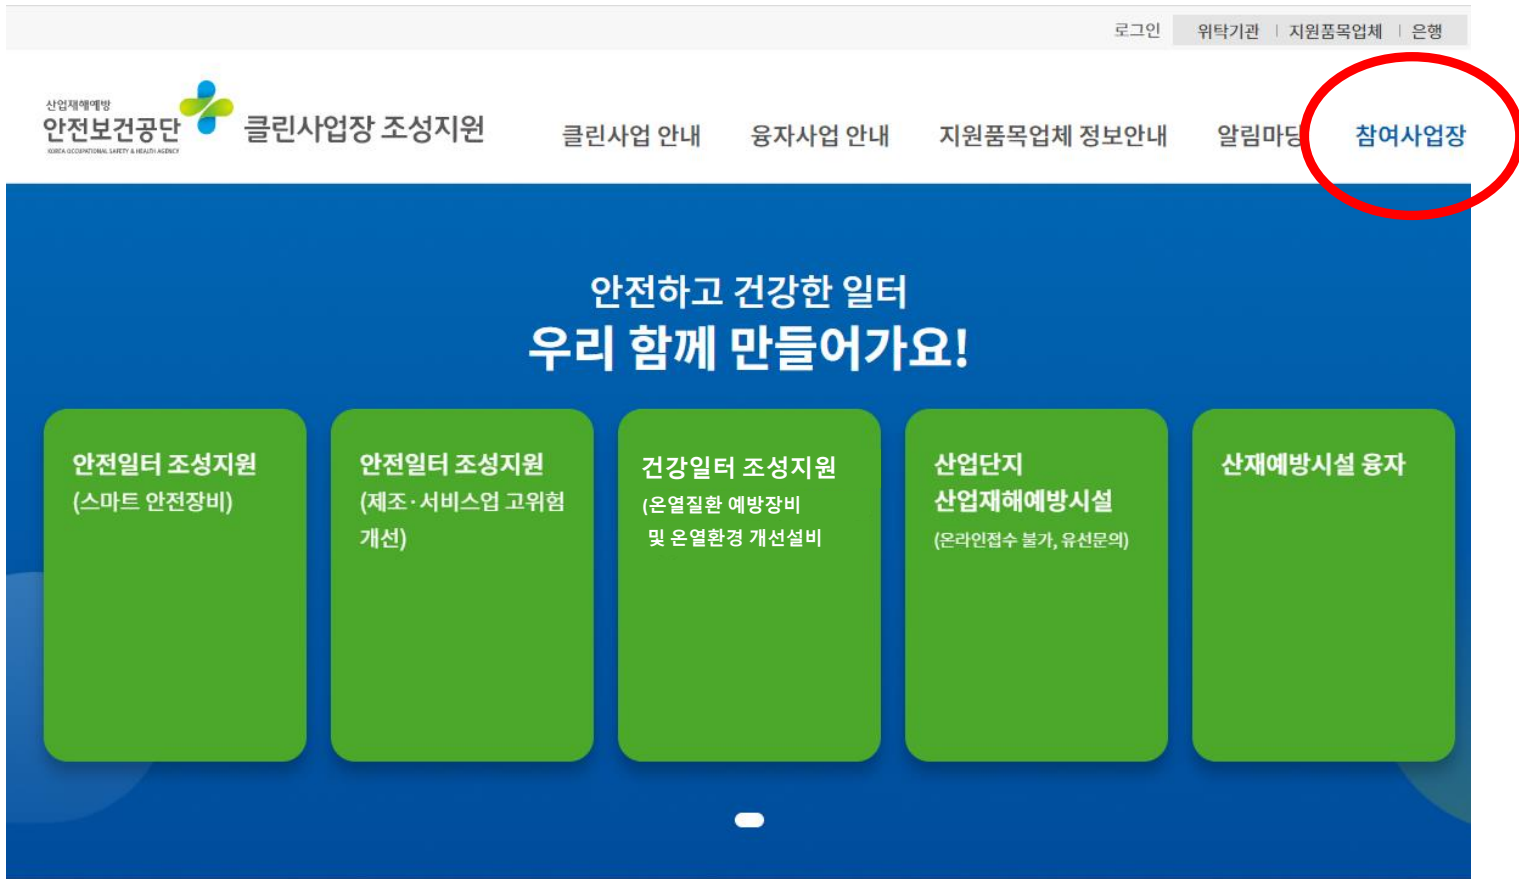 로그인 위탁기관 | 지원품목업체 | 은행
산업재해예방
안전보건공단
KOREA OCCUPATIONAL SAFETY & HEALTH AGENCY
클린사업장 조성지원
클린사업 안내 융자사업 안내 지원품목업체 정보안내 알림마당 참여사업장
안전하고 건강한 일터
우리 함께 만들어가요!
안전일터 조성지원
(스마트 안전장비)
안전일터 조성지원
(제조·서비스업 고위험
개선)
건강일터 조성지원
(온열질환 예방장비
및 온열환경 개선설비
산업단지
산업재해예방시설
(온라인접수 불가, 유선문의)
산재예방시설 융자